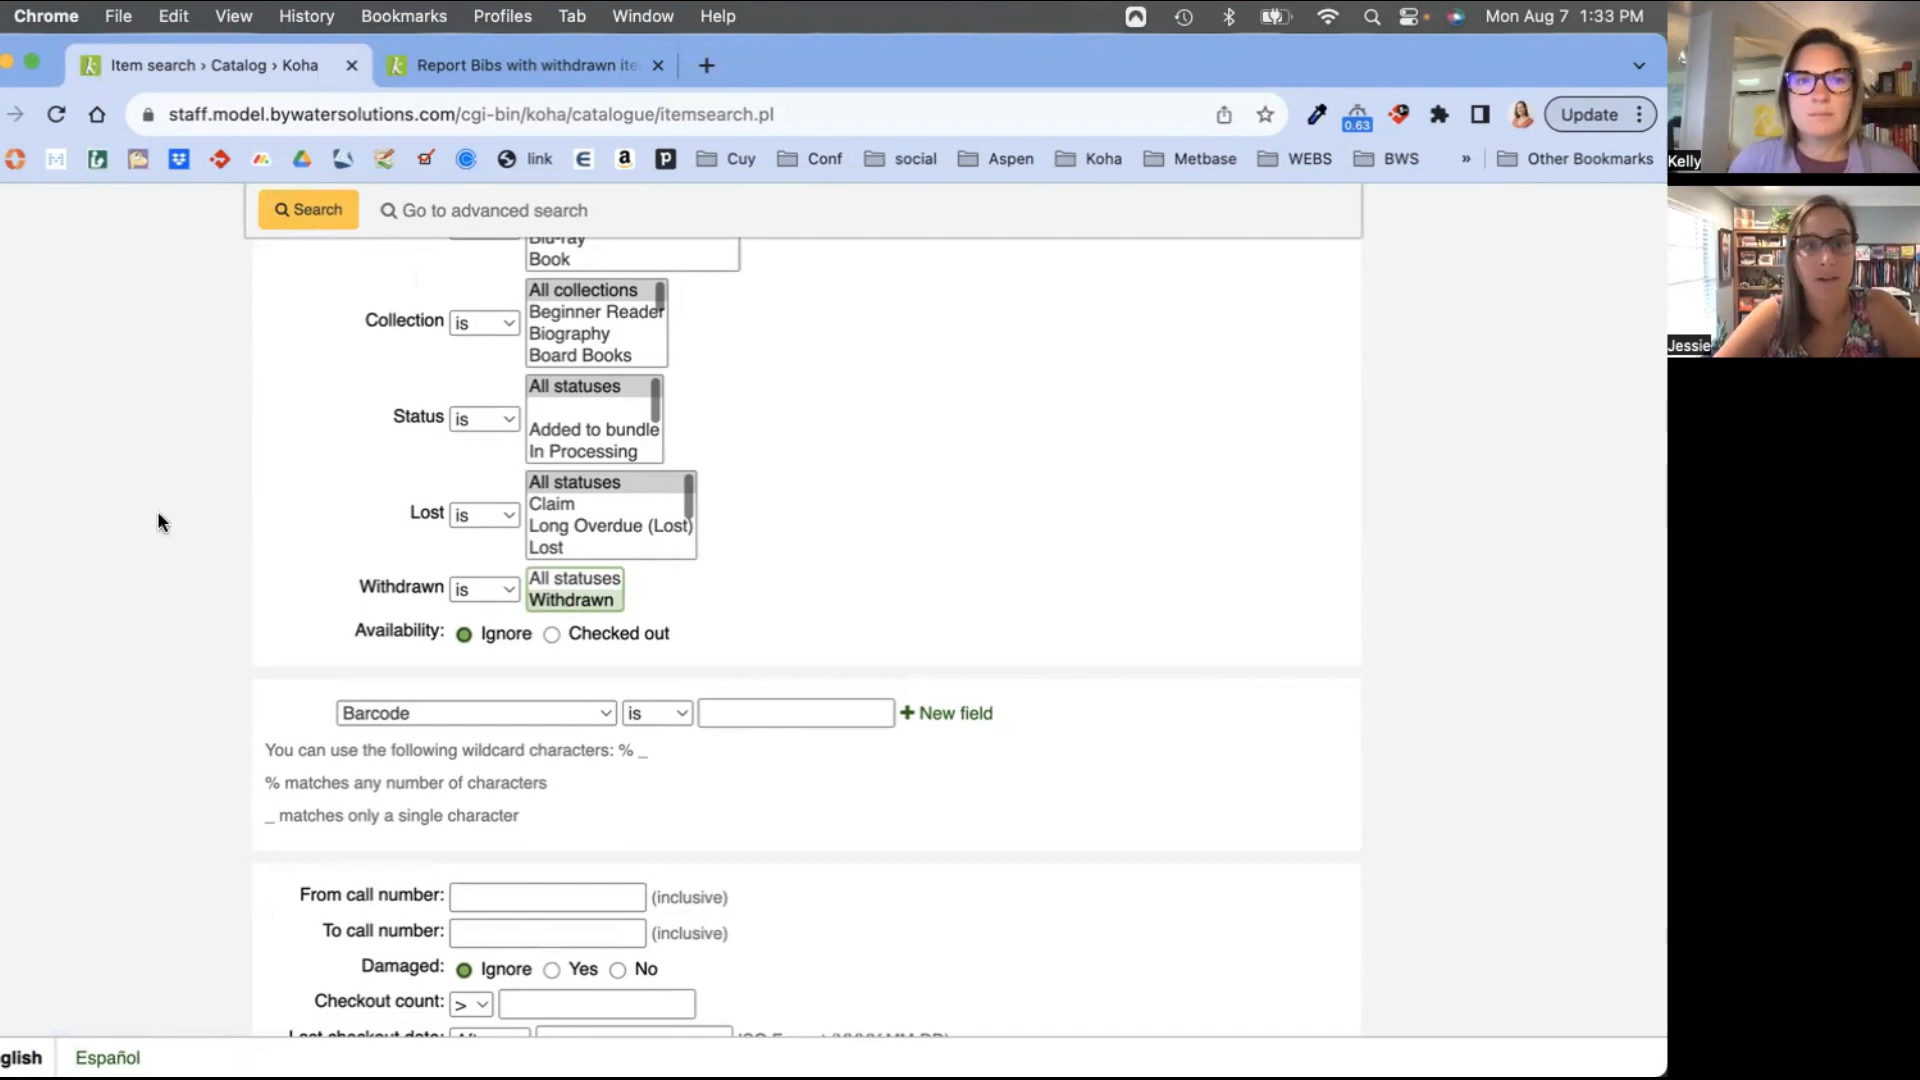 Chrome File Edit View History Bookmarks Profiles Tab Window Help Mon Aug 7 1:33 PM
Item search › Catalog › Koha Report Bibs with withdrawn ite
staff.model.bywatersolutions.com/cgi-bin/koha/catalogue/itemsearch.pl 0.63 Update
link Cuy Conf social Aspen Koha Metbase WEBS BWS » Other Bookmarks
Kelly
Search Go to advanced search
Blu-ray
Book
Collection is All collections
Beginner Reader
Biography
Board Books
Jessie
Status is All statuses
Added to bundle
In Processing
Lost is All statuses
Claim
Long Overdue (Lost)
Lost
Withdrawn is All statuses
Withdrawn
Availability: Ignore Checked out
Barcode is + New field
You can use the following wildcard characters: % _
% matches any number of characters
_ matches only a single character
From call number: (inclusive)
To call number: (inclusive)
Damaged: Ignore Yes No
Checkout count: >
Last checkout date:
glish Español